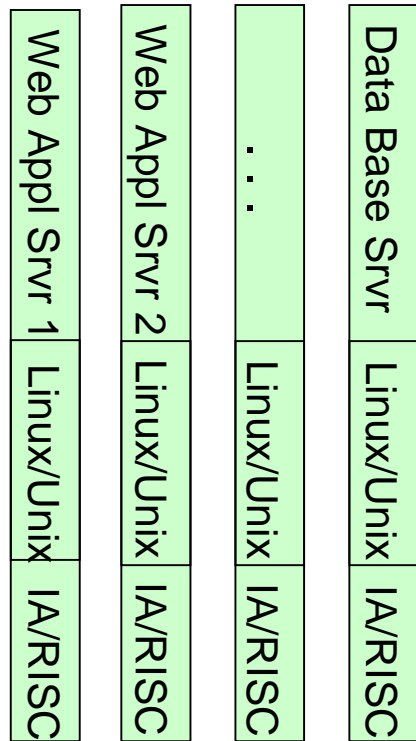 Web Appl Srvr 1
Linux/Unix
IA/RISC
Web Appl Srvr 2
Linux/Unix
IA/RISC
. . .
Linux/Unix
IA/RISC
Data Base Srvr
Linux/Unix
IA/RISC